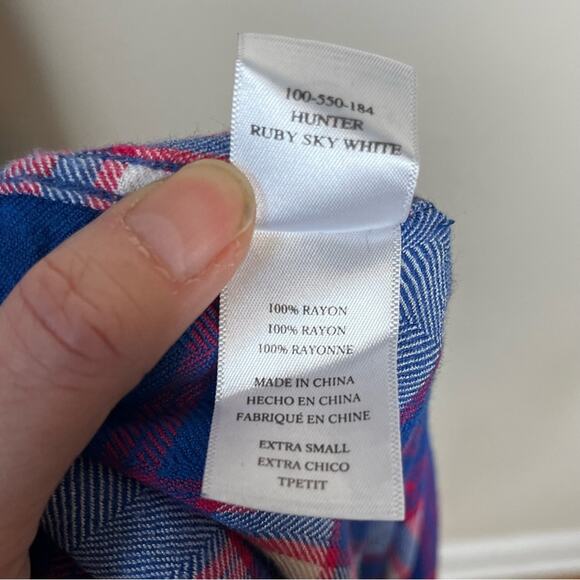 100-550-184
HUNTER
RUBY SKY WHITE
100% RAYON
100% RAYON
100% RAYONNE
MADE IN CHINA
HECHO EN CHINA
FABRIQUÉ EN CHINE
EXTRA SMALL
EXTRA CHICO
TPETIT